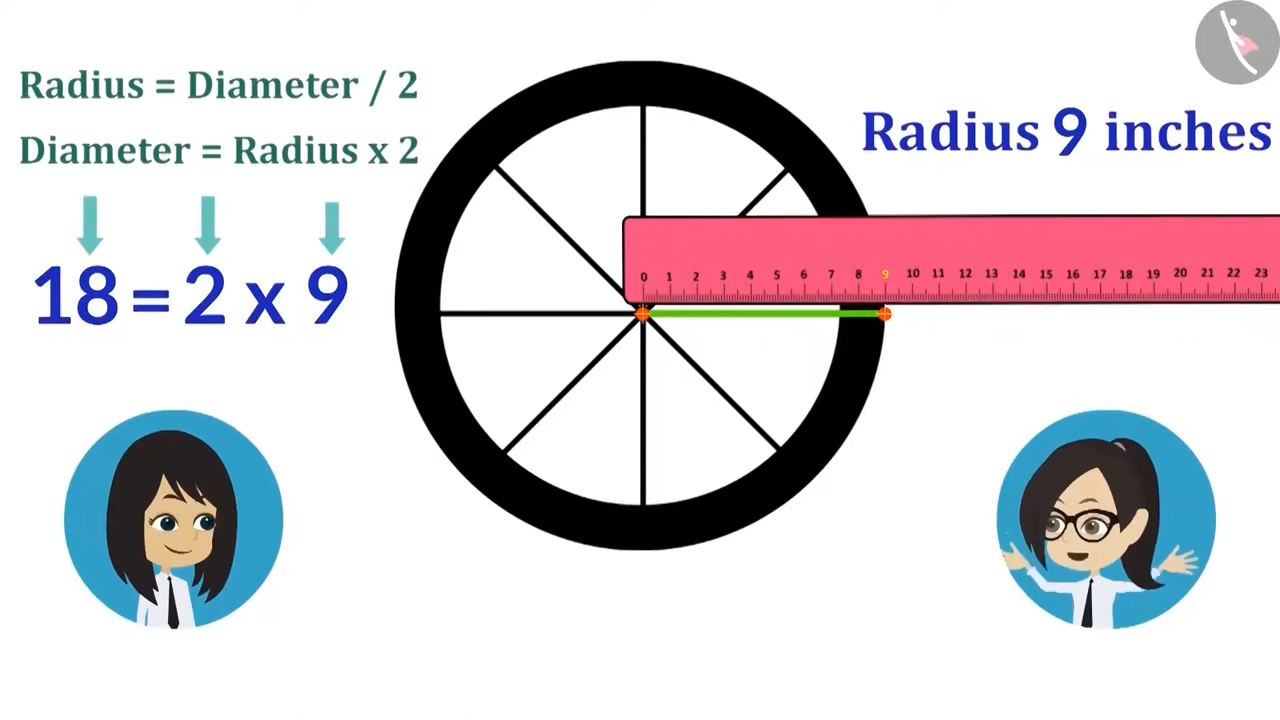 Radius = Diameter / 2
Diameter = Radius x 2
18 = 2 x 9
Radius 9 inches
0 1 2 3 4 5 6 7 8 9 10 11 12 13 14 15 16 17 18 19 20 21 22 23